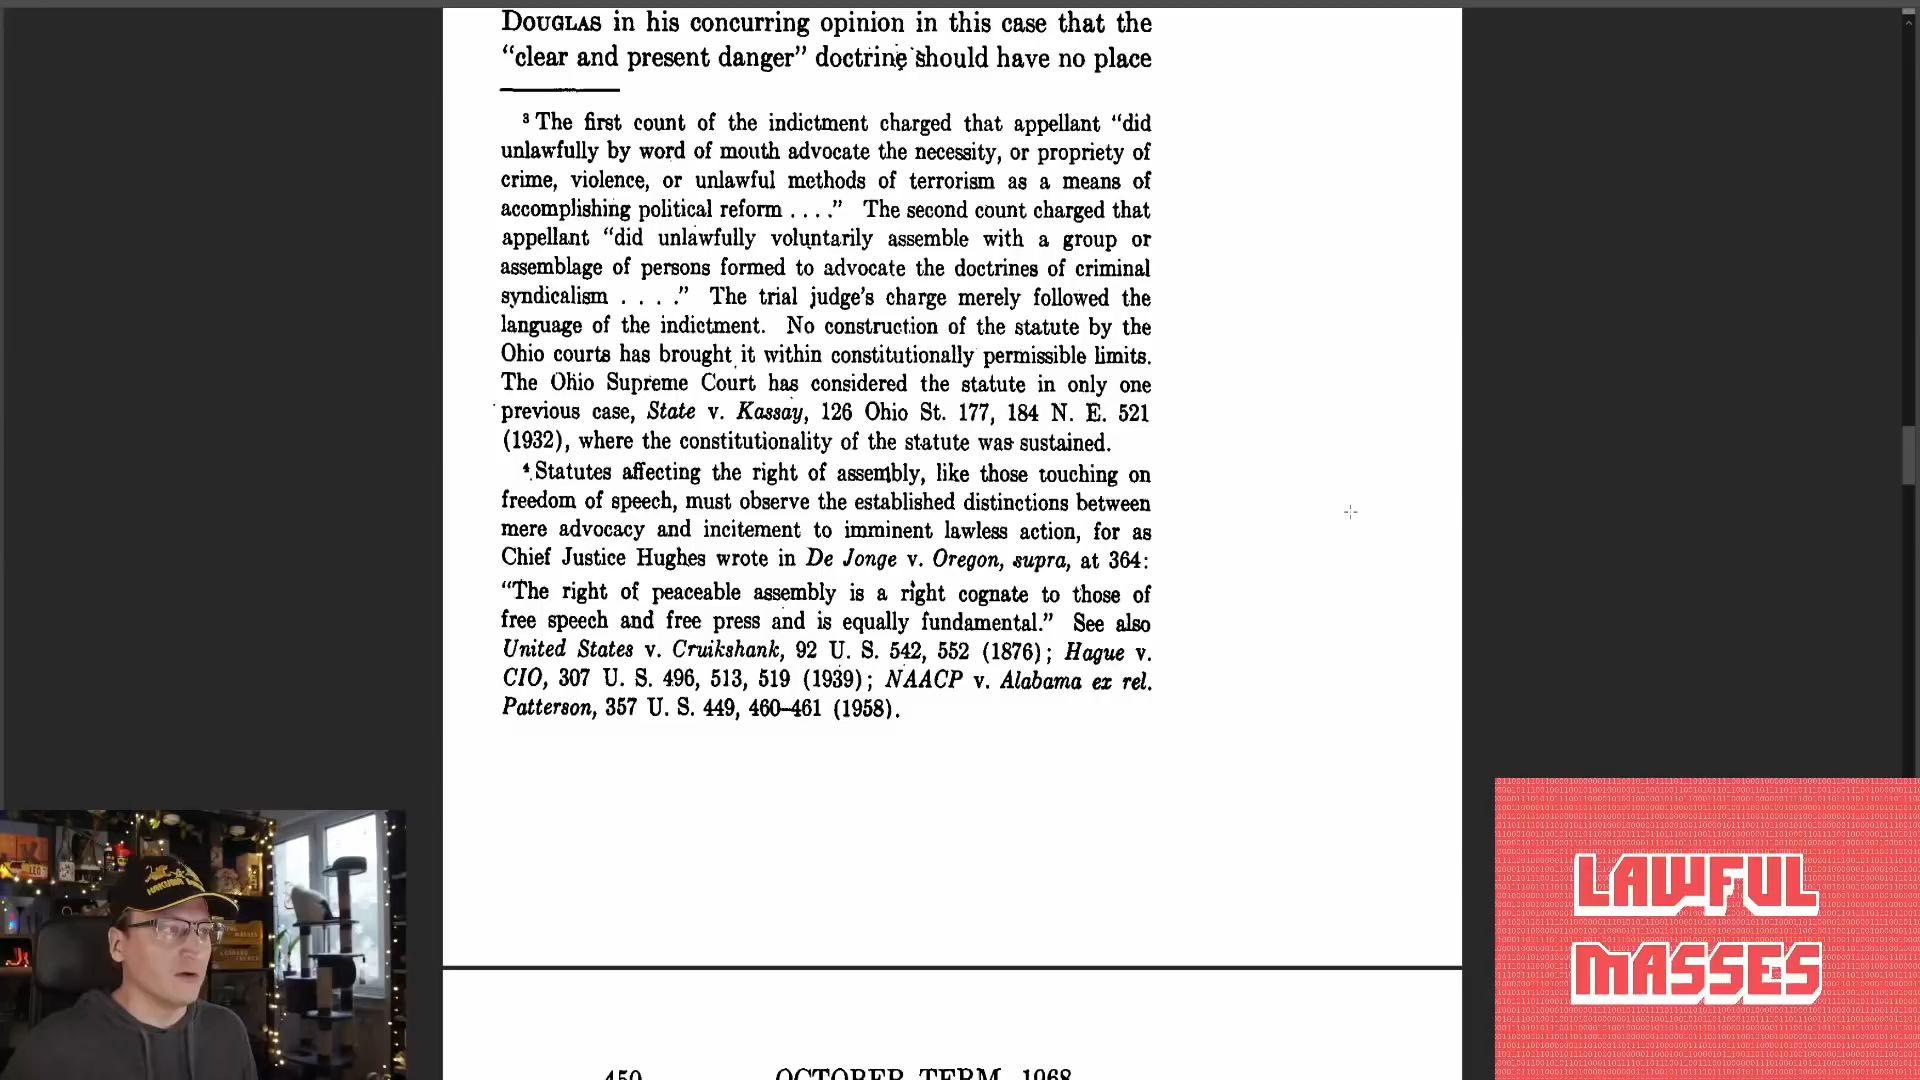 DOUGLAS in his concurring opinion in this case that the
“clear and present danger” doctrine should have no place
³ The first count of the indictment charged that appellant “did
unlawfully by word of mouth advocate the necessity, or propriety of
crime, violence, or unlawful methods of terrorism as a means of
accomplishing political reform . . . .” The second count charged that
appellant “did unlawfully voluntarily assemble with a group or
assemblage of persons formed to advocate the doctrines of criminal
syndicalism . . . .” The trial judge’s charge merely followed the
language of the indictment. No construction of the statute by the
Ohio courts has brought it within constitutionally permissible limits.
The Ohio Supreme Court has considered the statute in only one
previous case, State v. Kassay, 126 Ohio St. 177, 184 N. E. 521
(1932), where the constitutionality of the statute was sustained.
⁴ Statutes affecting the right of assembly, like those touching on
freedom of speech, must observe the established distinctions between
mere advocacy and incitement to imminent lawless action, for as
Chief Justice Hughes wrote in De Jonge v. Oregon, supra, at 364:
“The right of peaceable assembly is a right cognate to those of
free speech and free press and is equally fundamental.” See also
United States v. Cruikshank, 92 U. S. 542, 552 (1876); Hague v.
CIO, 307 U. S. 496, 513, 519 (1939); NAACP v. Alabama ex rel.
Patterson, 357 U. S. 449, 460–461 (1958).
450 OCTOBER TERM, 1968
LAWFUL
MASSES